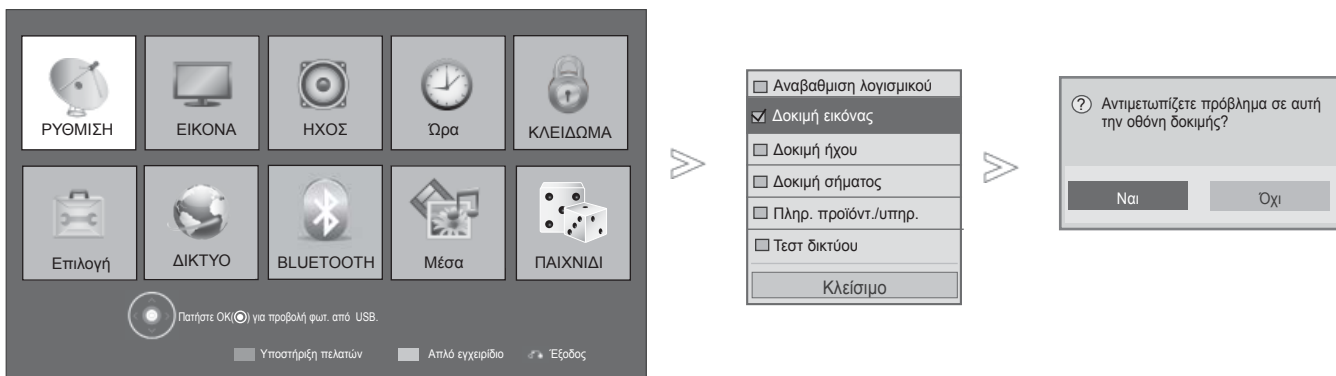 ΡΥΘΜΙΣΗ
ΕΙΚΟΝΑ
ΗΧΟΣ
Ώρα
ΚΛΕΙΔΩΜΑ
Επιλογή
ΔΙΚΤΥΟ
BLUETOOTH
Μέσα
ΠΑΙΧΝΙΔΙ
Πατήστε OK(◉) για προβολή φωτ. από USB.
Υποστήριξη πελατών
Απλό εγχειρίδιο
Έξοδος
Αναβαθμιση λογισμικού
Δοκιμή εικόνας
Δοκιμή ήχου
Δοκιμή σήματος
Πληρ. προϊόντ./υπηρ.
Τεστ δικτύου
Κλείσιμο
? Αντιμετωπίζετε πρόβλημα σε αυτή
την οθόνη δοκιμής?
Ναι
Όχι